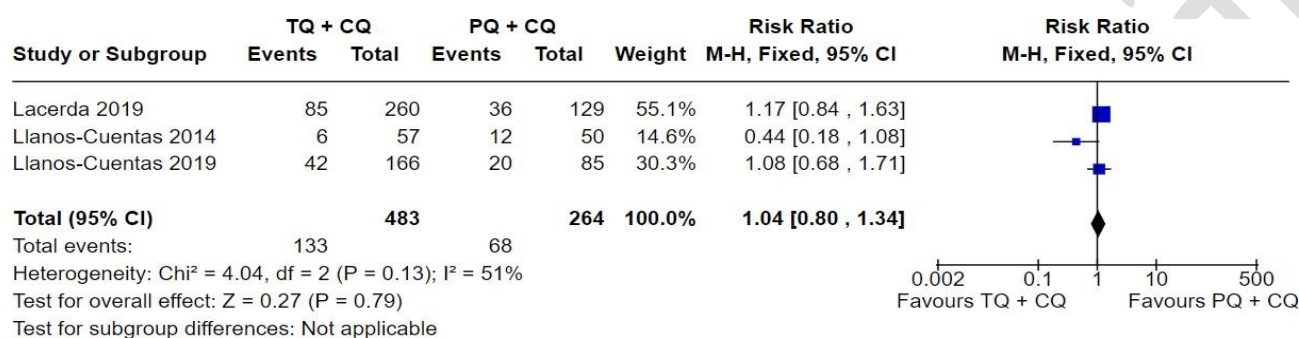 TQ + CQ PQ + CQ Risk Ratio Risk Ratio
Study or Subgroup Events Total Events Total Weight M-H, Fixed, 95% CI M-H, Fixed, 95% CI
Lacerda 2019 85 260 36 129 55.1% 1.17 [0.84 , 1.63]
Llanos-Cuentas 2014 6 57 12 50 14.6% 0.44 [0.18 , 1.08]
Llanos-Cuentas 2019 42 166 20 85 30.3% 1.08 [0.68 , 1.71]
Total (95% CI) 483 264 100.0% 1.04 [0.80 , 1.34]
Total events: 133 68
Heterogeneity: Chi² = 4.04, df = 2 (P = 0.13); I² = 51%
Test for overall effect: Z = 0.27 (P = 0.79)
Test for subgroup differences: Not applicable
0.002 0.1 1 10 500
Favours TQ + CQ Favours PQ + CQ